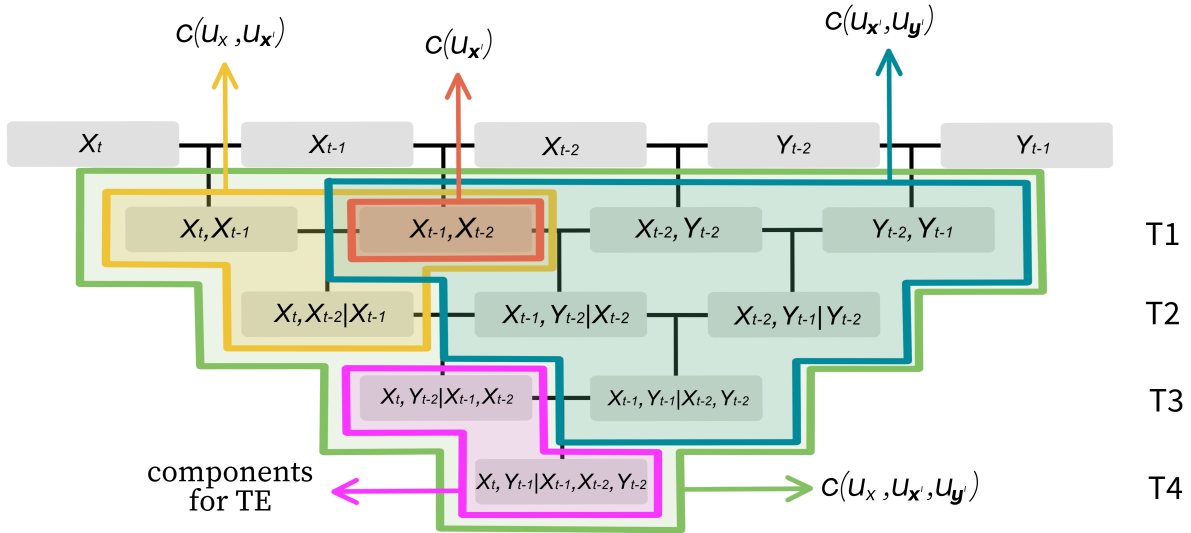 c(u_x ,u_x')
c(u_x')
c(u_x',u_y')
X_t
X_t-1
X_t-2
Y_t-2
Y_t-1
X_t,X_t-1
X_t-1,X_t-2
X_t-2,Y_t-2
Y_t-2,Y_t-1
T1
X_t,X_t-2|X_t-1
X_t-1,Y_t-2|X_t-2
X_t-2,Y_t-1|Y_t-2
T2
X_t,Y_t-2|X_t-1,X_t-2
X_t-1,Y_t-1|X_t-2,Y_t-2
T3
components
for TE
X_t,Y_t-1|X_t-1,X_t-2,Y_t-2
c(u_x ,u_x',u_y')
T4